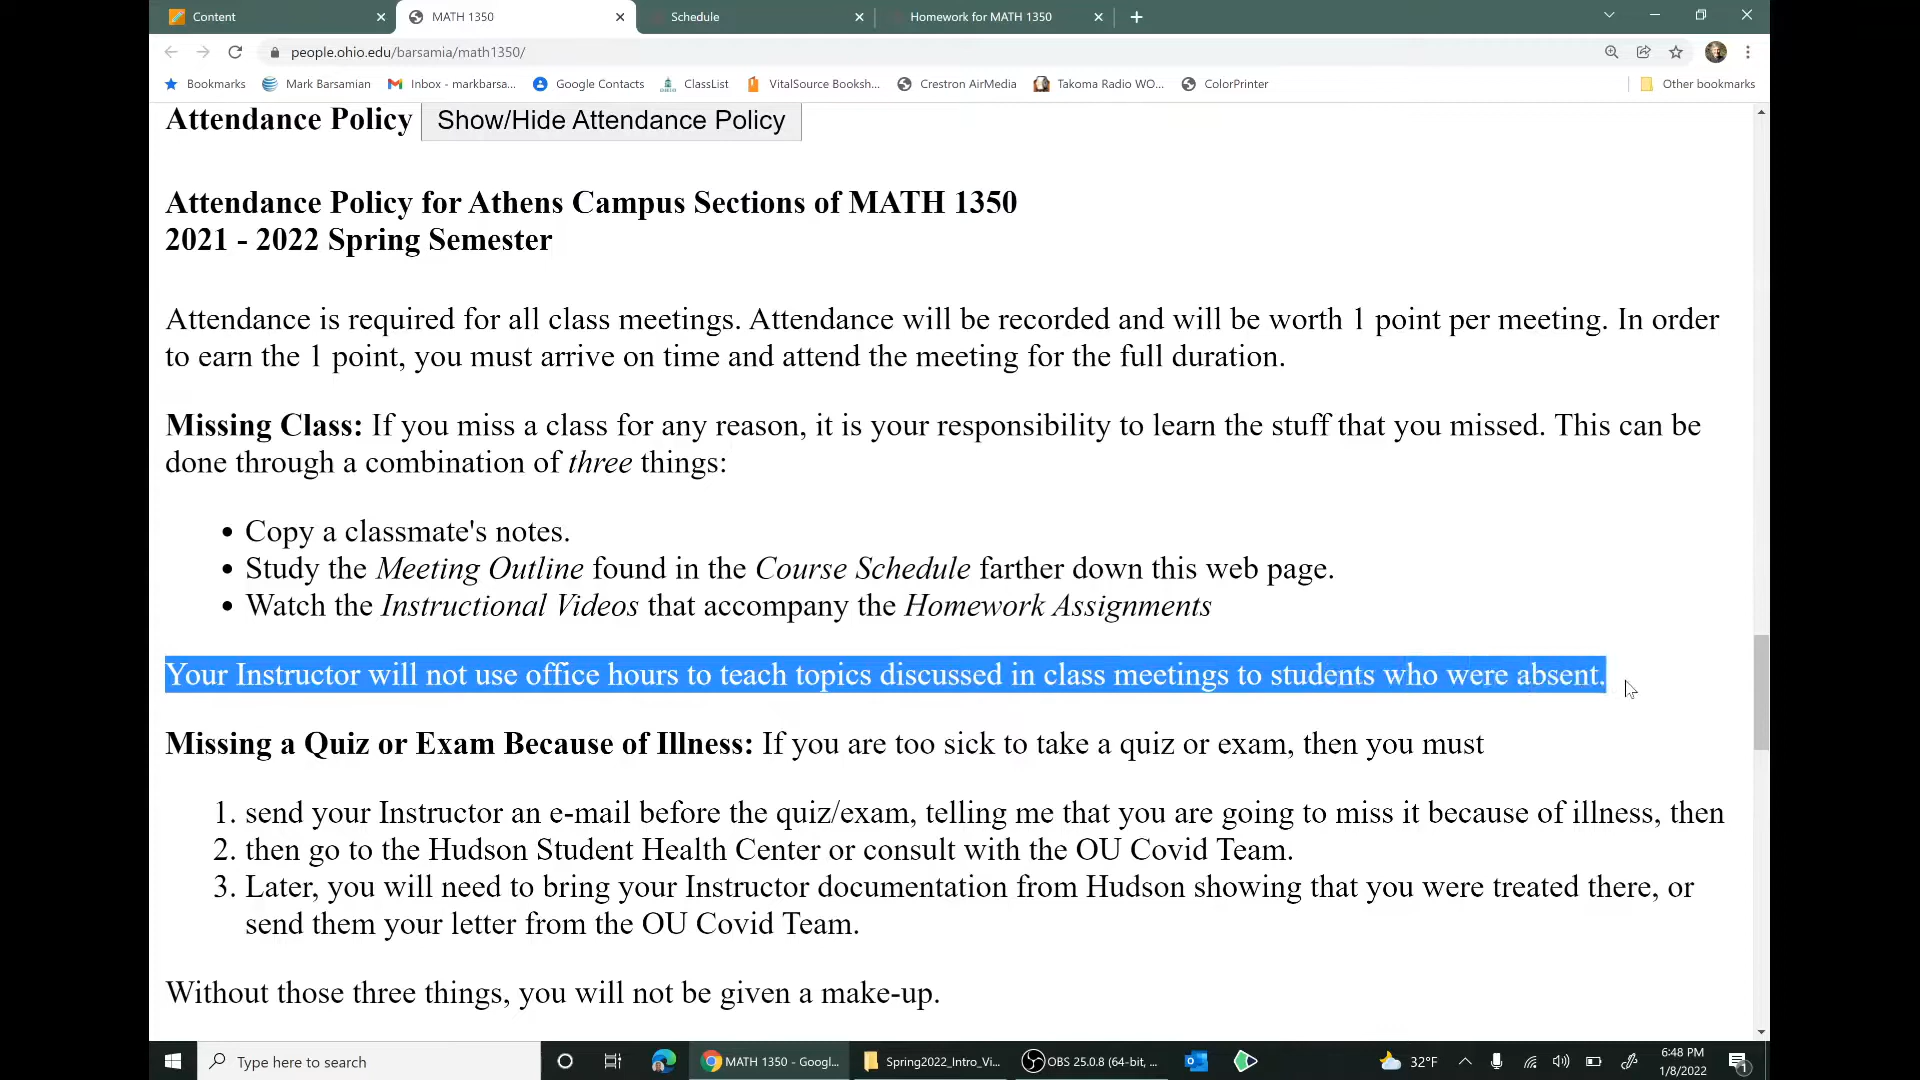 Content
MATH 1350
Schedule
Homework for MATH 1350
people.ohio.edu/barsamia/math1350/
Bookmarks
Mark Barsamian
Inbox - markbarsa...
Google Contacts
ClassList
VitalSource Booksh...
Crestron AirMedia
Takoma Radio WO...
ColorPrinter
Other bookmarks
Attendance Policy Show/Hide Attendance Policy
Attendance Policy for Athens Campus Sections of MATH 1350
2021 - 2022 Spring Semester
Attendance is required for all class meetings. Attendance will be recorded and will be worth 1 point per meeting. In order
to earn the 1 point, you must arrive on time and attend the meeting for the full duration.
Missing Class: If you miss a class for any reason, it is your responsibility to learn the stuff that you missed. This can be
done through a combination of three things:
• Copy a classmate's notes.
• Study the Meeting Outline found in the Course Schedule farther down this web page.
• Watch the Instructional Videos that accompany the Homework Assignments
Your Instructor will not use office hours to teach topics discussed in class meetings to students who were absent.
Missing a Quiz or Exam Because of Illness: If you are too sick to take a quiz or exam, then you must
1. send your Instructor an e-mail before the quiz/exam, telling me that you are going to miss it because of illness, then
2. then go to the Hudson Student Health Center or consult with the OU Covid Team.
3. Later, you will need to bring your Instructor documentation from Hudson showing that you were treated there, or
send them your letter from the OU Covid Team.
Without those three things, you will not be given a make-up.
Type here to search
MATH 1350 - Googl...
Spring2022_Intro_Vi...
OBS 25.0.8 (64-bit, ...
32°F
6:48 PM
1/8/2022
1